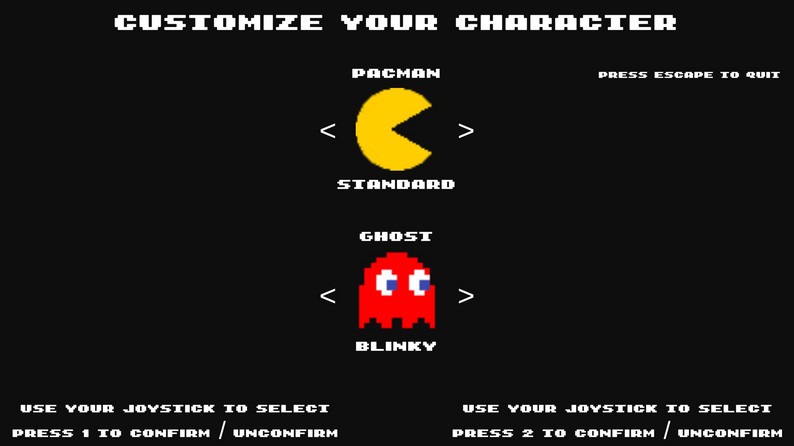 CUSTOMIZE YOUR CHARACTER
PACMAN
PRESS ESCAPE TO QUIT
< >
STANDARD
GHOST
< >
BLINKY
USE YOUR JOYSTICK TO SELECT
PRESS 1 TO CONFIRM / UNCONFIRM
USE YOUR JOYSTICK TO SELECT
PRESS 2 TO CONFIRM / UNCONFIRM